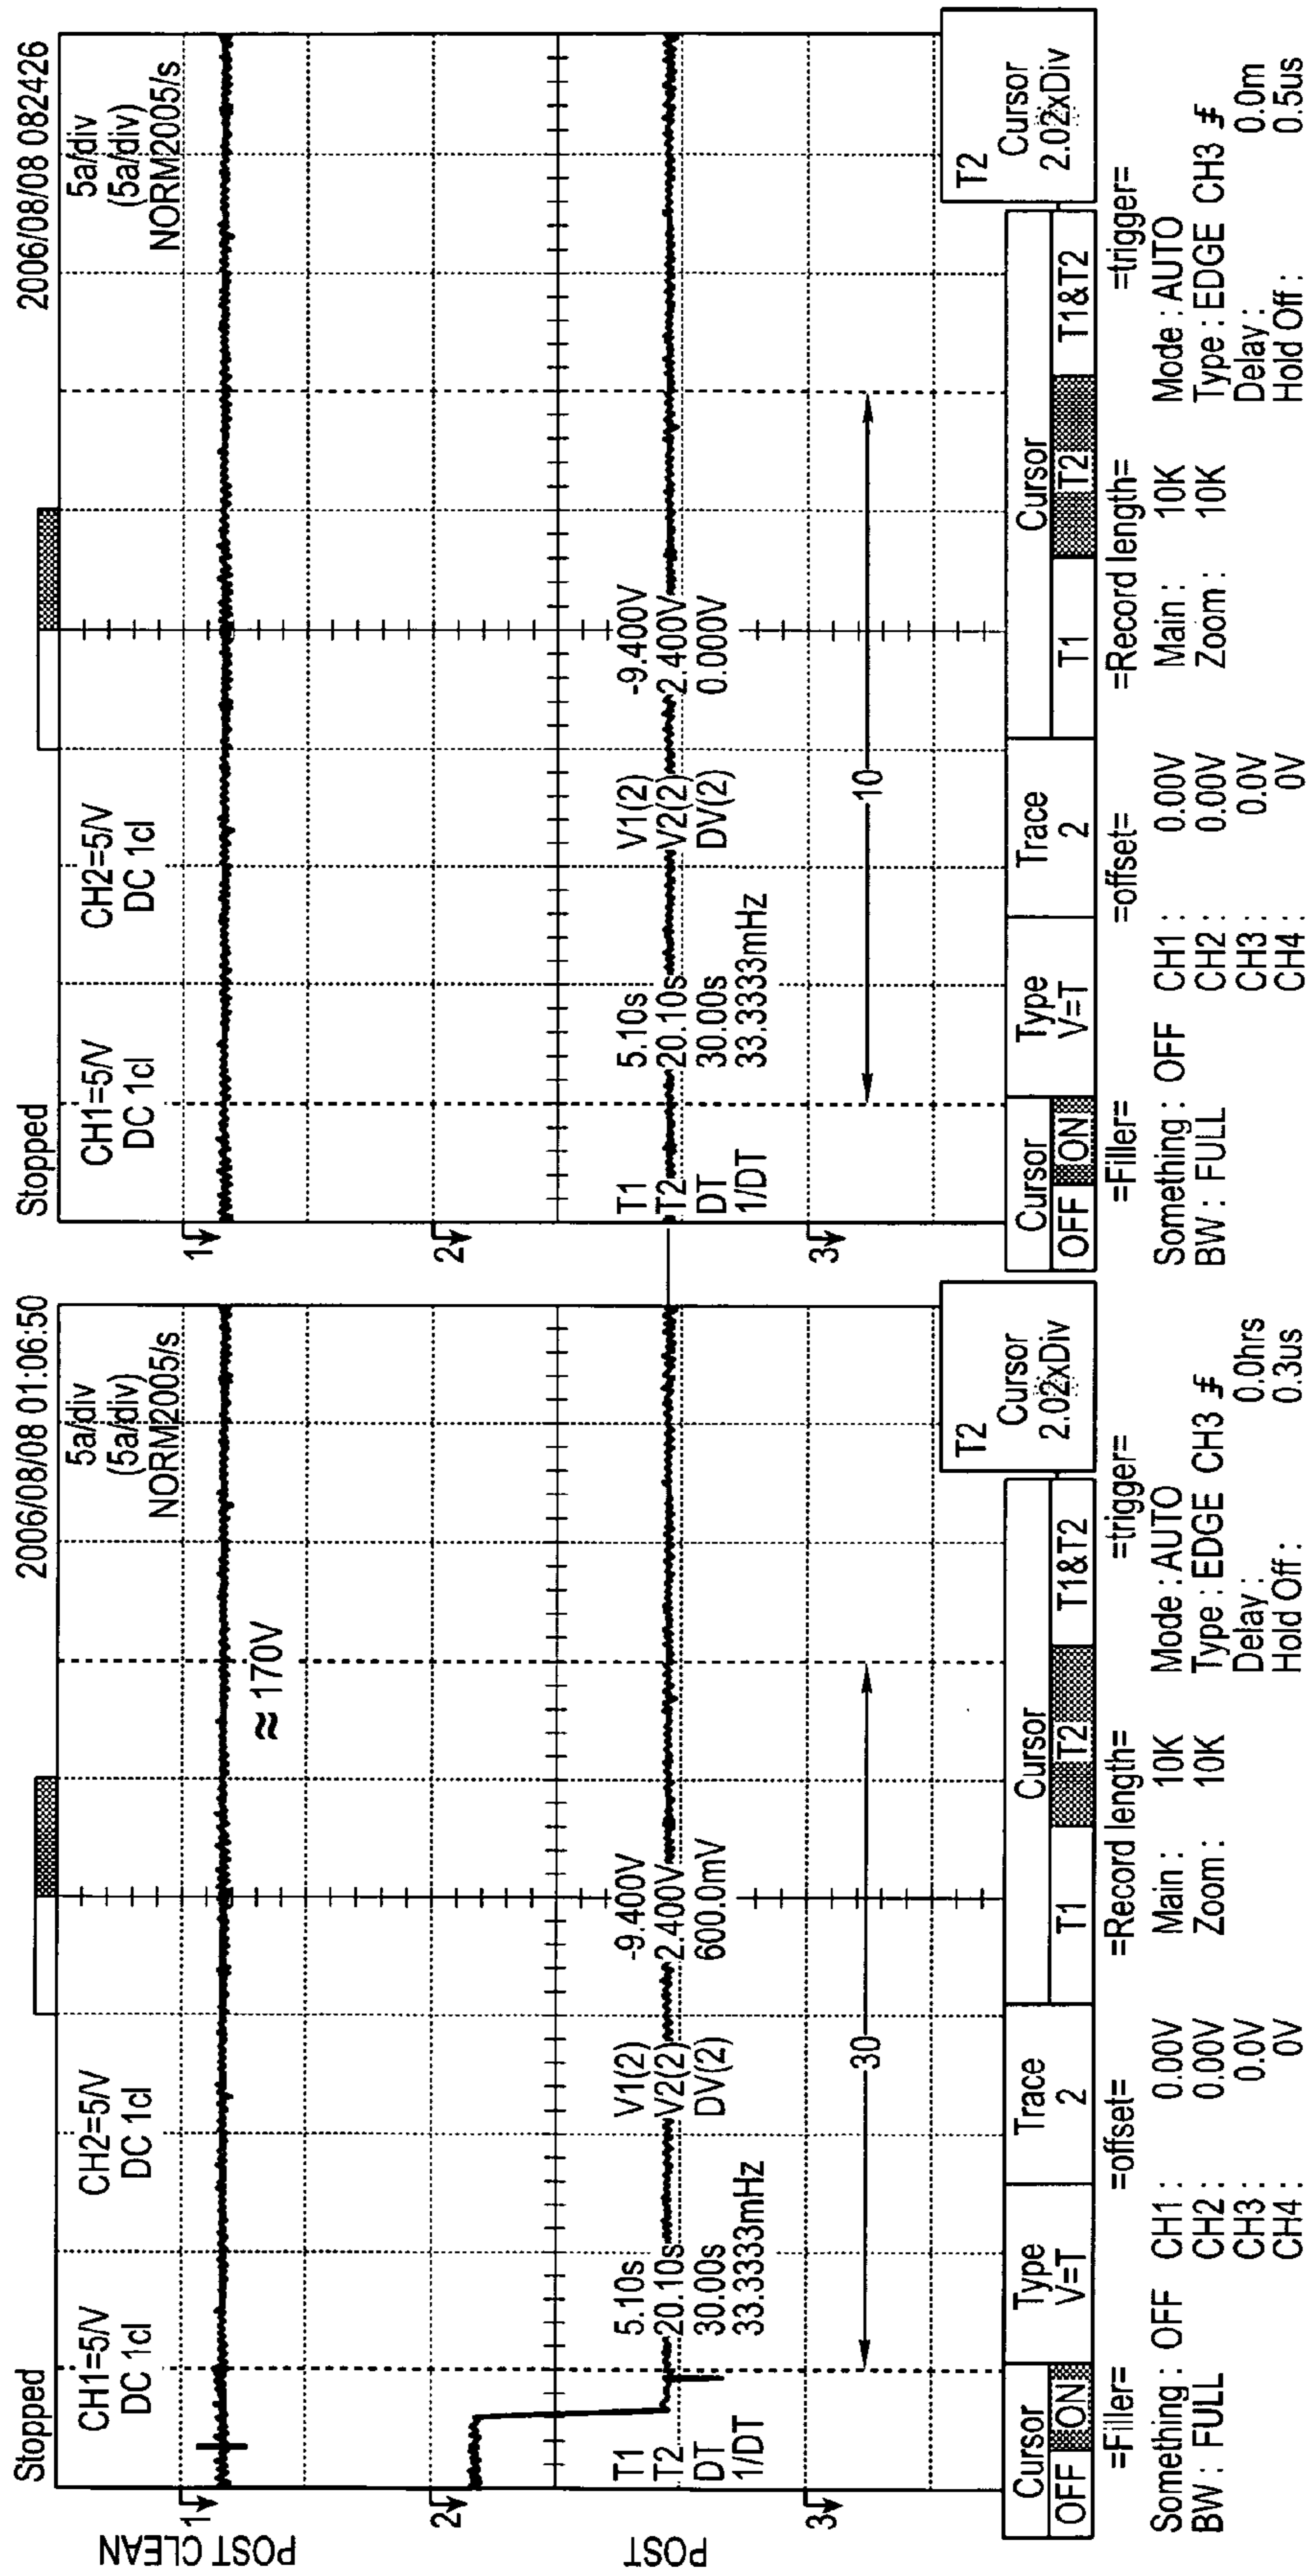 POST CLEAN
POST
Stopped
2006/08/08 01:06:50
CH1=5/V
DC 1cl
CH2=5/V
DC 1cl
5a/div
(5a/div)
NORM2005/s
1
≈ 170V
2
T1 5.10s V1(2) -9.400V
T2 20.10s V2(2) 2.400V
DT 30.00s DV(2) 600.0mV
1/DT 33.3333mHz
3
30
T2
Cursor
2.02xDiv
Cursor
OFF ON
Type
V=T
Trace
2
Cursor
T1 T2 T1&T2
=Filler= =offset= =Record length= =trigger=
Something : OFF CH1 : 0.00V Main : 10K Mode : AUTO
BW : FULL CH2 : 0.00V Zoom : 10K Type : EDGE CH3
CH3 : 0.0V Delay : 0.0hrs
CH4 : 0V Hold Off : 0.3us
Stopped
2006/08/08 082426
CH1=5/V
DC 1cl
CH2=5/V
DC 1cl
5a/div
(5a/div)
NORM2005/s
1
2
T1 5.10s V1(2) -9.400V
T2 20.10s V2(2) 2.400V
DT 30.00s DV(2) 0.000V
1/DT 33.3333mHz
3
10
T2
Cursor
2.02xDiv
Cursor
OFF ON
Type
V=T
Trace
2
Cursor
T1 T2 T1&T2
=Filler= =offset= =Record length= =trigger=
Something : OFF CH1 : 0.00V Main : 10K Mode : AUTO
BW : FULL CH2 : 0.00V Zoom : 10K Type : EDGE CH3
CH3 : 0.0V Delay : 0.0m
CH4 : 0V Hold Off : 0.5us